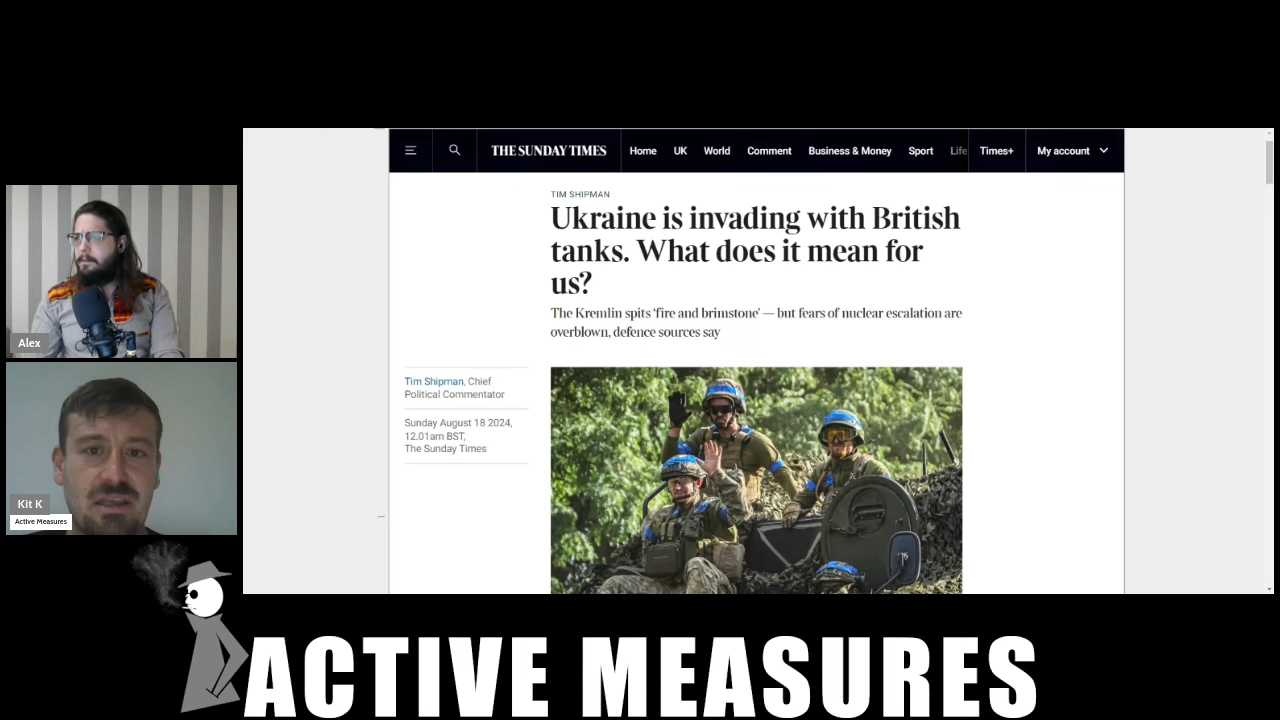 THE SUNDAY TIMES
Home
UK
World
Comment
Business & Money
Sport
Life
Times+
My account
TIM SHIPMAN
Ukraine is invading with British
tanks. What does it mean for
us?
The Kremlin spits ‘fire and brimstone’ — but fears of nuclear escalation are
overblown, defence sources say
Tim Shipman, Chief
Political Commentator
Sunday August 18 2024,
12.01am BST,
The Sunday Times
Alex
Kit K
Active Measures
ACTIVE MEASURES